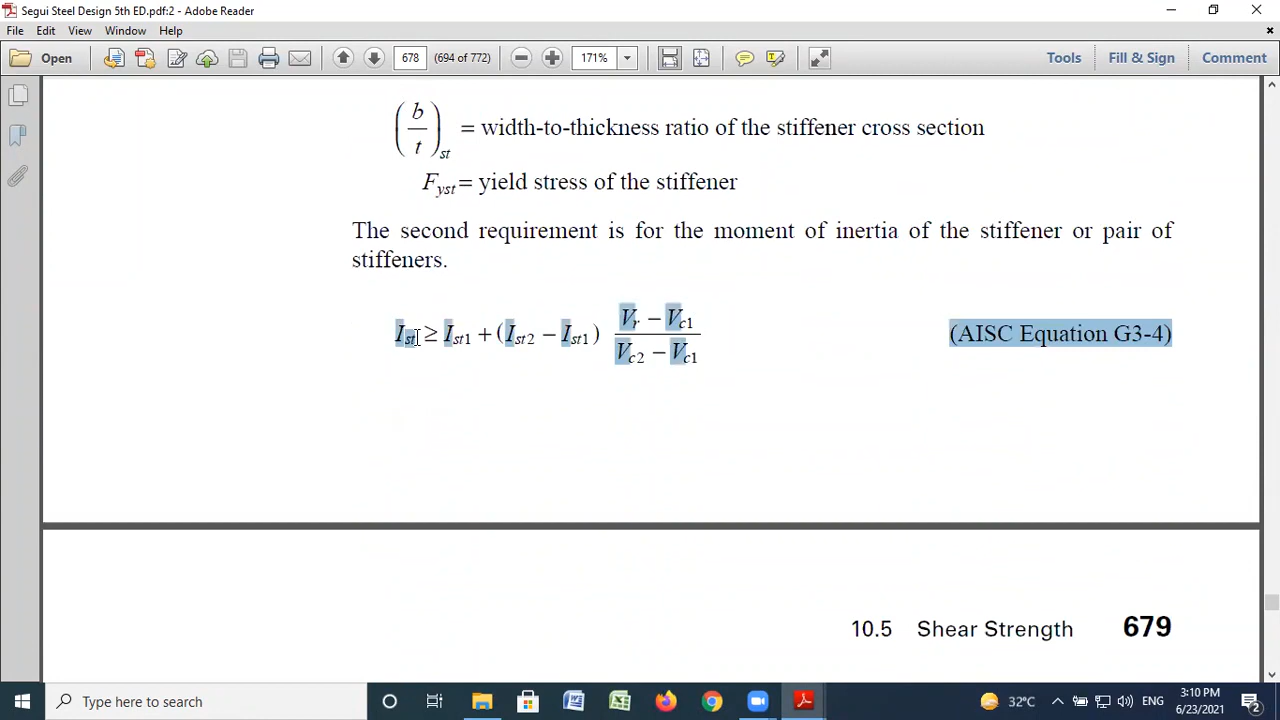 Segui Steel Design 5th ED.pdf:2 - Adobe Reader
File Edit View Window Help
Open 678 (694 of 772) 171% Tools Fill & Sign Comment
(b/t)st = width-to-thickness ratio of the stiffener cross section
Fyst = yield stress of the stiffener
The second requirement is for the moment of inertia of the stiffener or pair of
stiffeners.
Ist ≥ Ist1 + (Ist2 − Ist1) (Vr − Vc1)/(Vc2 − Vc1) (AISC Equation G3-4)
10.5 Shear Strength 679
Type here to search 32°C ENG 3:10 PM
6/23/2021 2